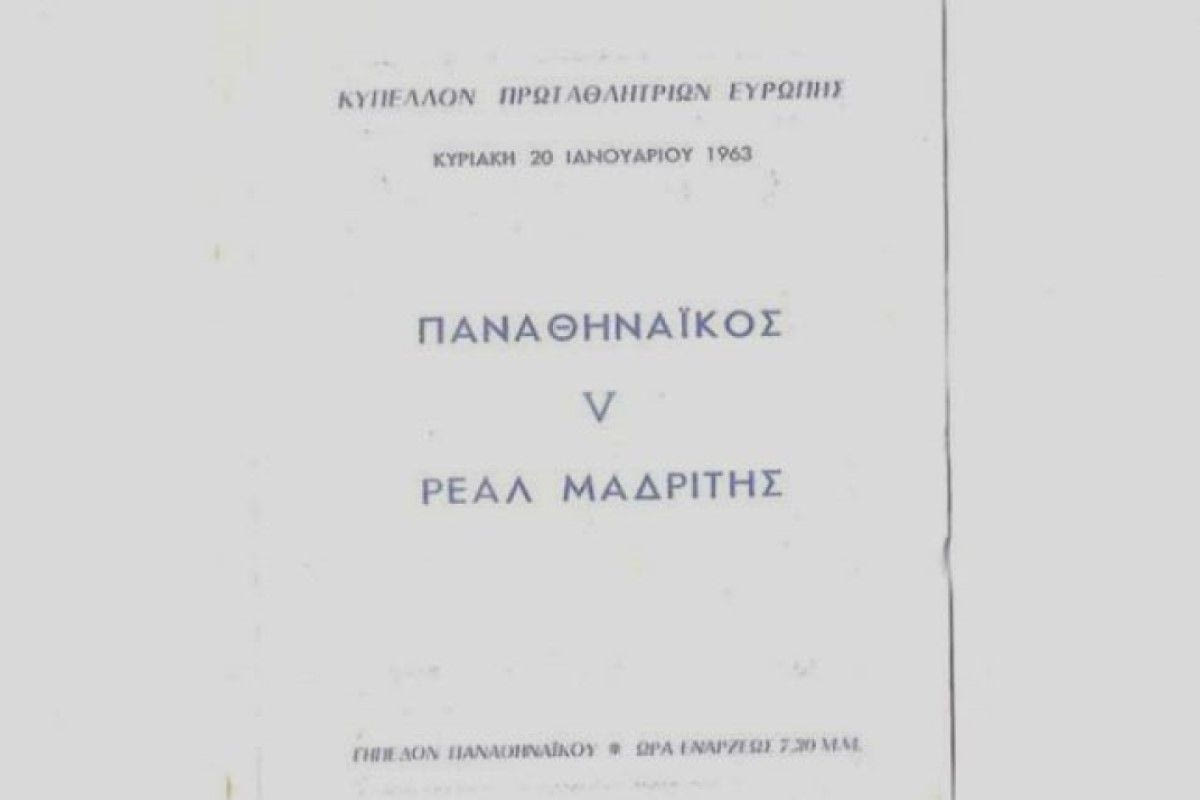 ΚΥΠΕΛΛΟΝ ΠΡΩΤΑΘΛΗΤΡΙΩΝ ΕΥΡΩΠΗΣ
ΚΥΡΙΑΚΗ 20 ΙΑΝΟΥΑΡΙΟΥ 1963
ΠΑΝΑΘΗΝΑΪΚΟΣ
V
ΡΕΑΛ ΜΑΔΡΙΤΗΣ
ΓΗΠΕΔΟΝ ΠΑΝΑΘΗΝΑΪΚΟΥ * ΩΡΑ ΕΝΑΡΞΕΩΣ 7.30 Μ.Μ.